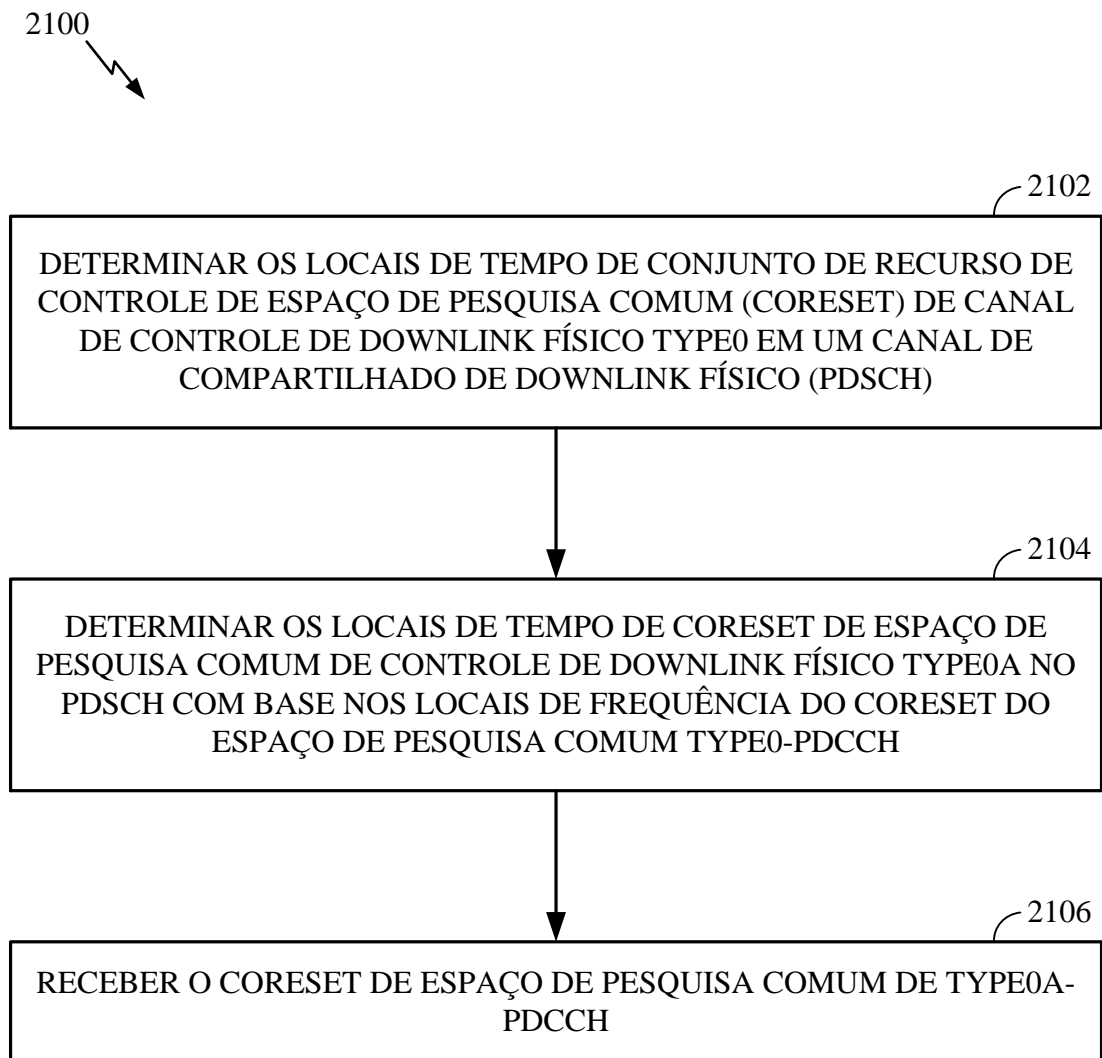 2100
2102
DETERMINAR OS LOCAIS DE TEMPO DE CONJUNTO DE RECURSO DE
CONTROLE DE ESPAÇO DE PESQUISA COMUM (CORESET) DE CANAL
DE CONTROLE DE DOWNLINK FÍSICO TYPE0 EM UM CANAL DE
COMPARTILHADO DE DOWNLINK FÍSICO (PDSCH)
2104
DETERMINAR OS LOCAIS DE TEMPO DE CORESET DE ESPAÇO DE
PESQUISA COMUM DE CONTROLE DE DOWNLINK FÍSICO TYPE0A NO
PDSCH COM BASE NOS LOCAIS DE FREQUÊNCIA DO CORESET DO
ESPAÇO DE PESQUISA COMUM TYPE0-PDCCH
2106
RECEBER O CORESET DE ESPAÇO DE PESQUISA COMUM DE TYPE0A-
PDCCH